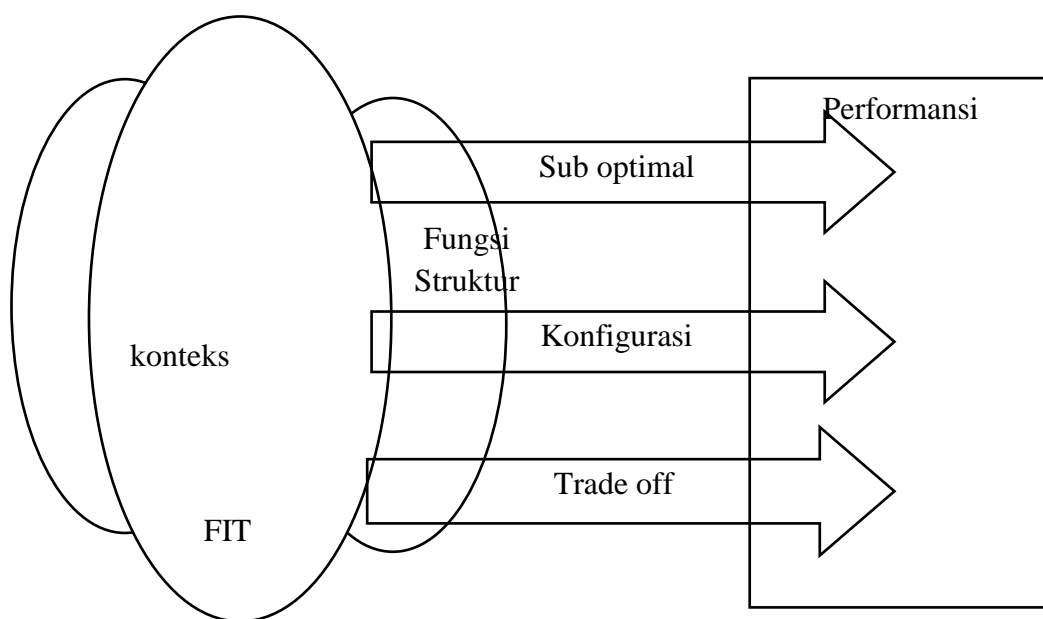 Performansi
Sub optimal
Fungsi
Struktur
Konfigurasi
konteks
Trade off
FIT